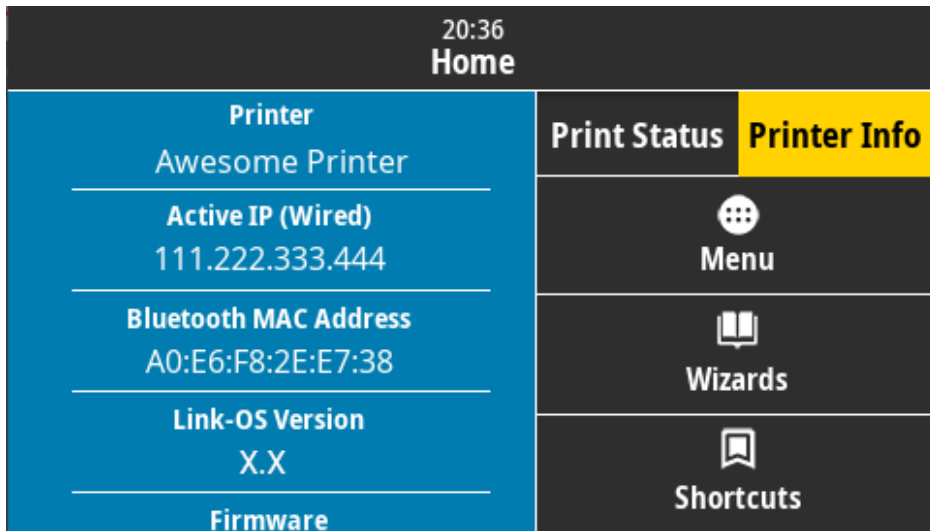 20:36
Home
Printer
Awesome Printer
Active IP (Wired)
111.222.333.444
Bluetooth MAC Address
A0:E6:F8:2E:E7:38
Link-OS Version
X.X
Firmware
Print Status Printer Info
Menu
Wizards
Shortcuts